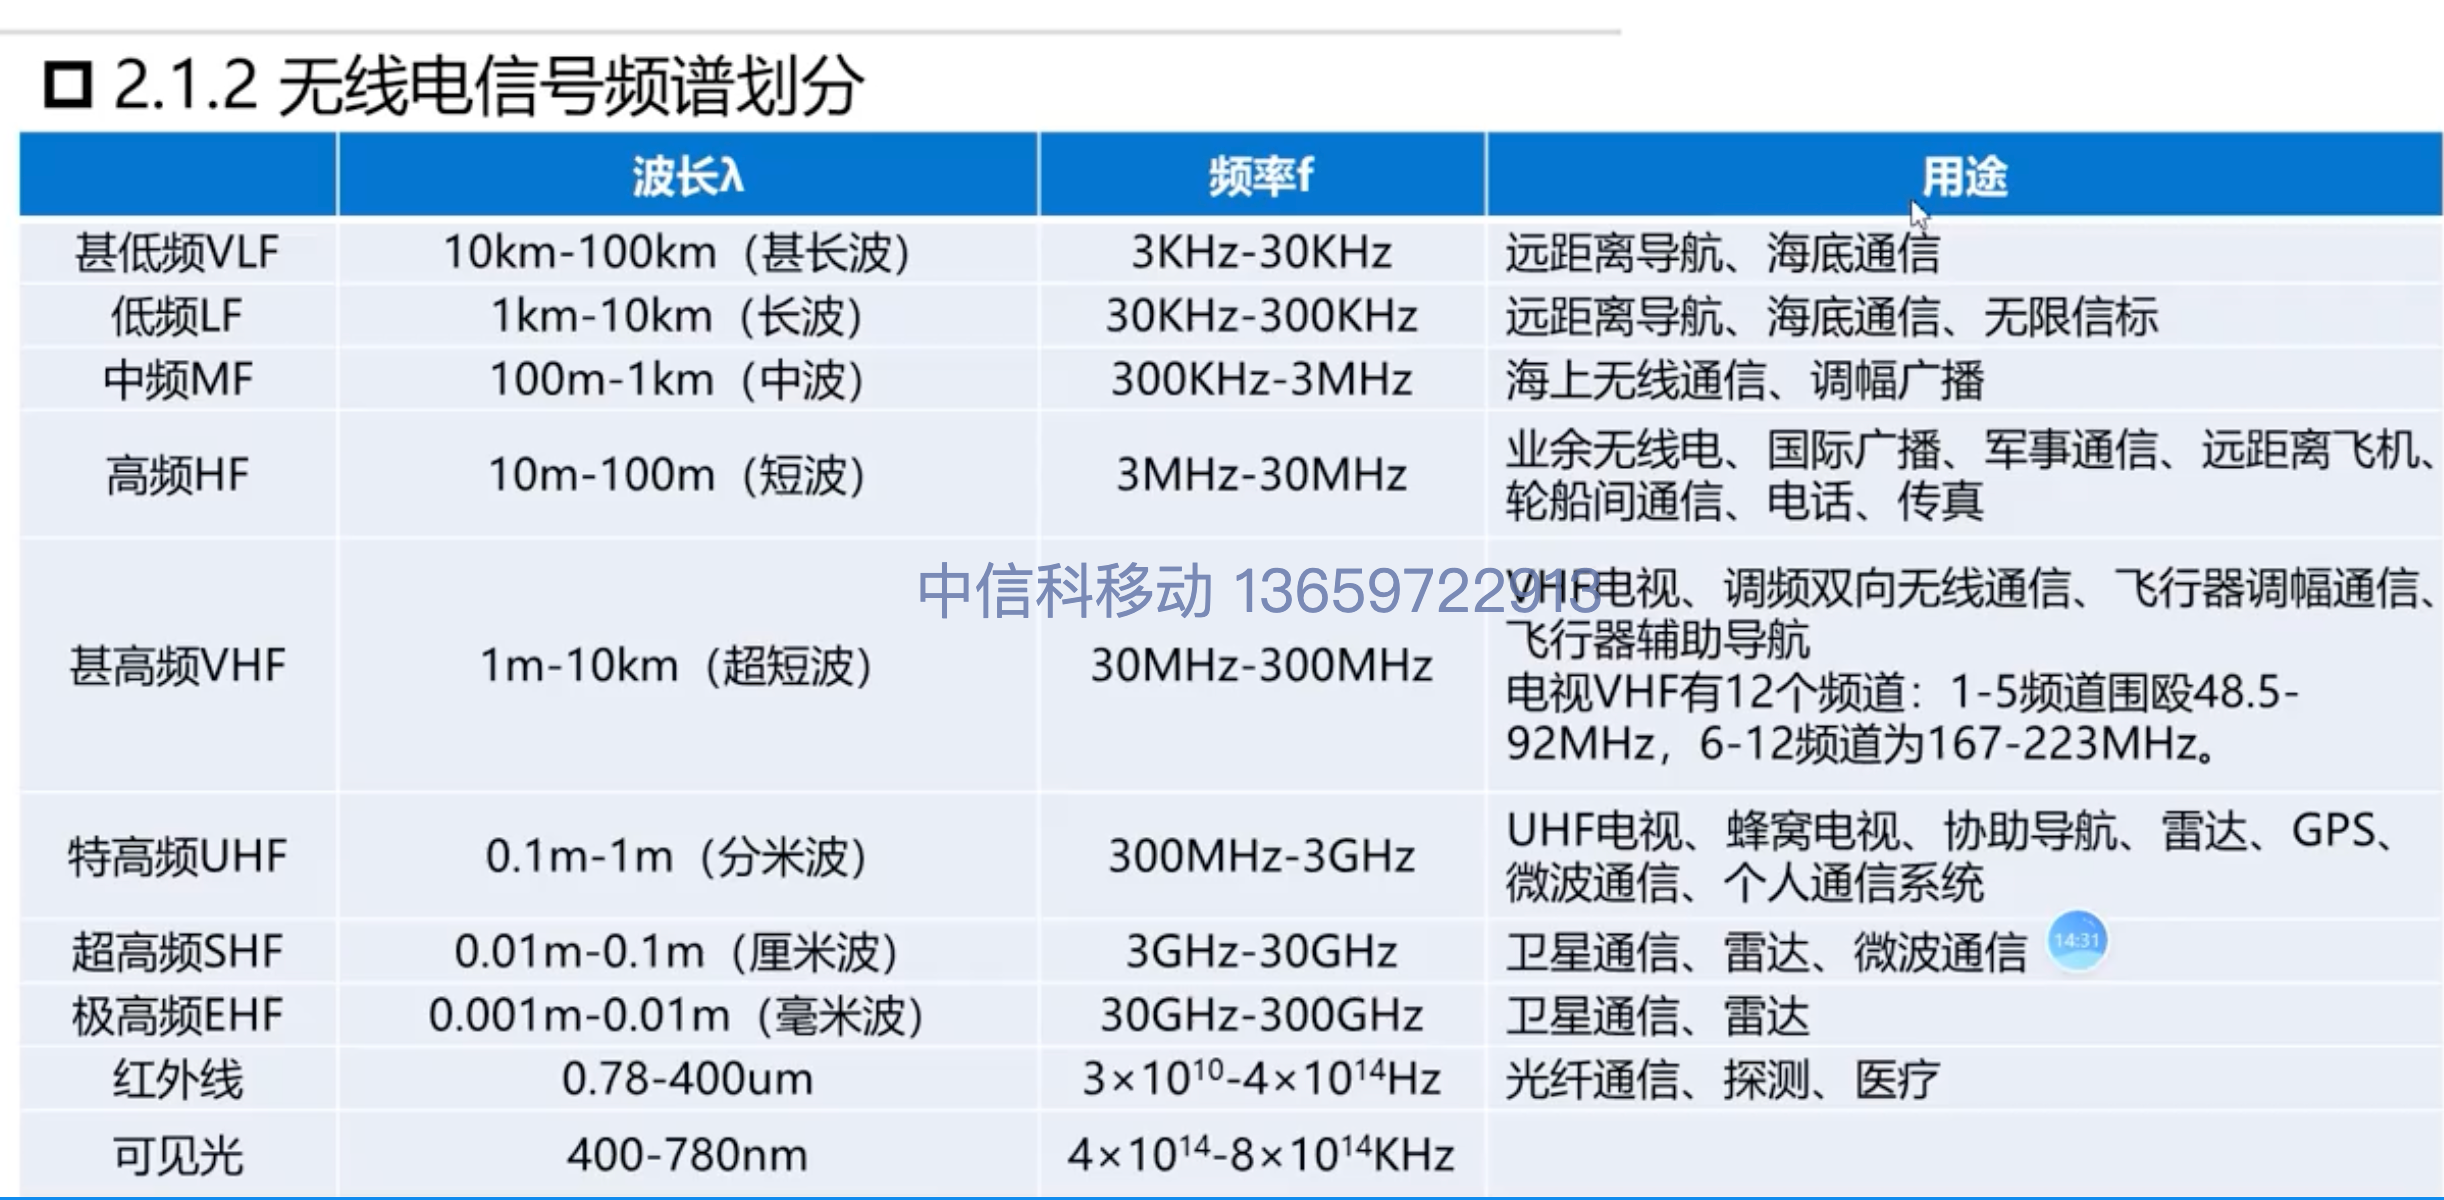 2.1.2 无线电信号频谱划分
波长λ 频率f 用途
甚低频VLF 10km-100km（甚长波） 3KHz-30KHz 远距离导航、海底通信
低频LF 1km-10km（长波） 30KHz-300KHz 远距离导航、海底通信、无限信标
中频MF 100m-1km（中波） 300KHz-3MHz 海上无线通信、调幅广播
高频HF 10m-100m（短波） 3MHz-30MHz 业余无线电、国际广播、军事通信、远距离飞机、
轮船间通信、电话、传真
中信科移动 13659722913
甚高频VHF 1m-10km（超短波） 30MHz-300MHz VHF电视、调频双向无线通信、飞行器调幅通信、
飞行器辅助导航
电视VHF有12个频道：1-5频道围殴48.5-
92MHz，6-12频道为167-223MHz。
特高频UHF 0.1m-1m（分米波） 300MHz-3GHz UHF电视、蜂窝电视、协助导航、雷达、GPS、
微波通信、个人通信系统
超高频SHF 0.01m-0.1m（厘米波） 3GHz-30GHz 卫星通信、雷达、微波通信
14:31
极高频EHF 0.001m-0.01m（毫米波） 30GHz-300GHz 卫星通信、雷达
红外线 0.78-400um 3×10¹⁰-4×10¹⁴Hz 光纤通信、探测、医疗
可见光 400-780nm 4×10¹⁴-8×10¹⁴KHz